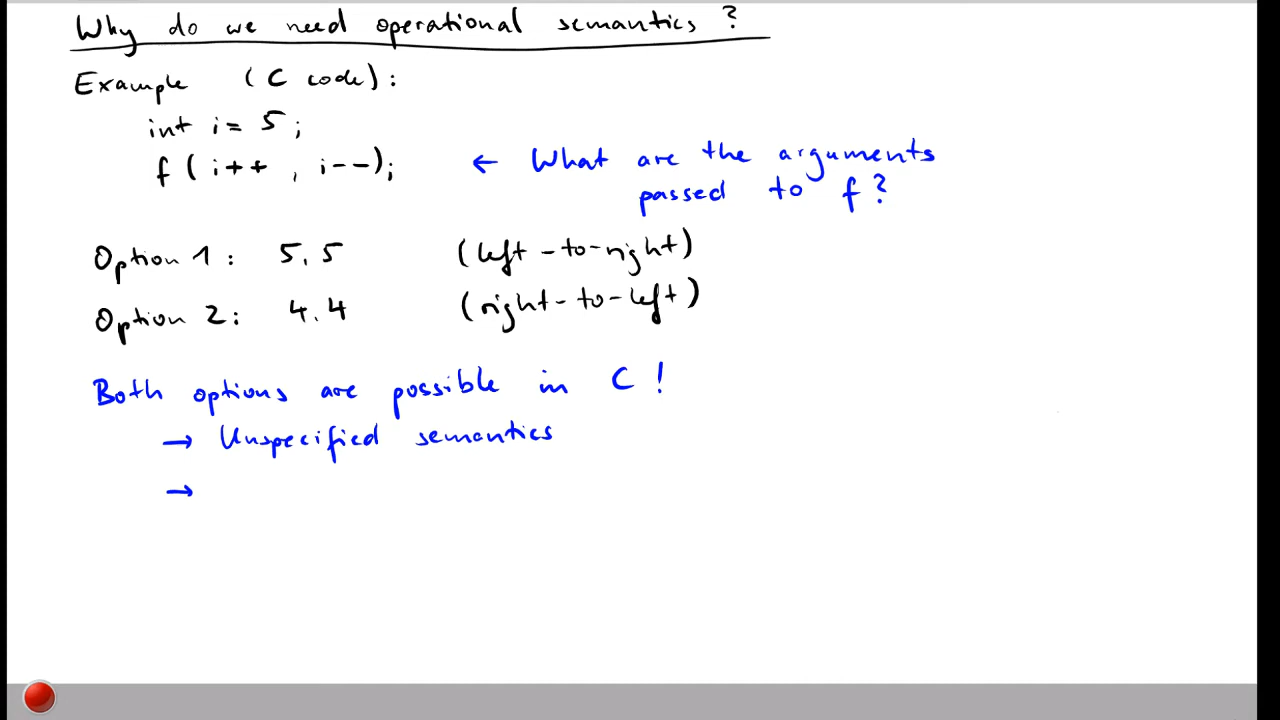 Why do we need operational semantics ?
Example (C code) :
int i = 5 ;
f ( i++ , i-- ) ; ← What are the arguments
passed to f ?
Option 1 : 5, 5 (left-to-right)
Option 2 : 4, 4 (right-to-left)
Both options are possible in C !
→ Unspecified semantics
→